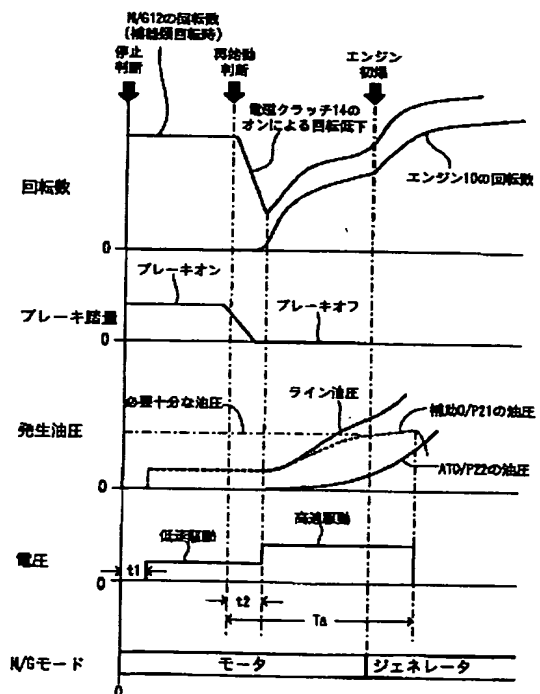 M/G12の回転数
(補機類回転時)
停止
判断
再始動
判断
エンジン
初爆
電磁クラッチ14の
オンによる回転低下
エンジン10の回転数
回転数
0
ブレーキオン
ブレーキ踏量
ブレーキオフ
0
必要十分な油圧
ライン油圧
補助O/P21の油圧
発生油圧
ATO/P22の油圧
0
高速駆動
低速駆動
電圧
0
t1
t2
Ta
M/Gモード
モータ
ジェネレータ
0